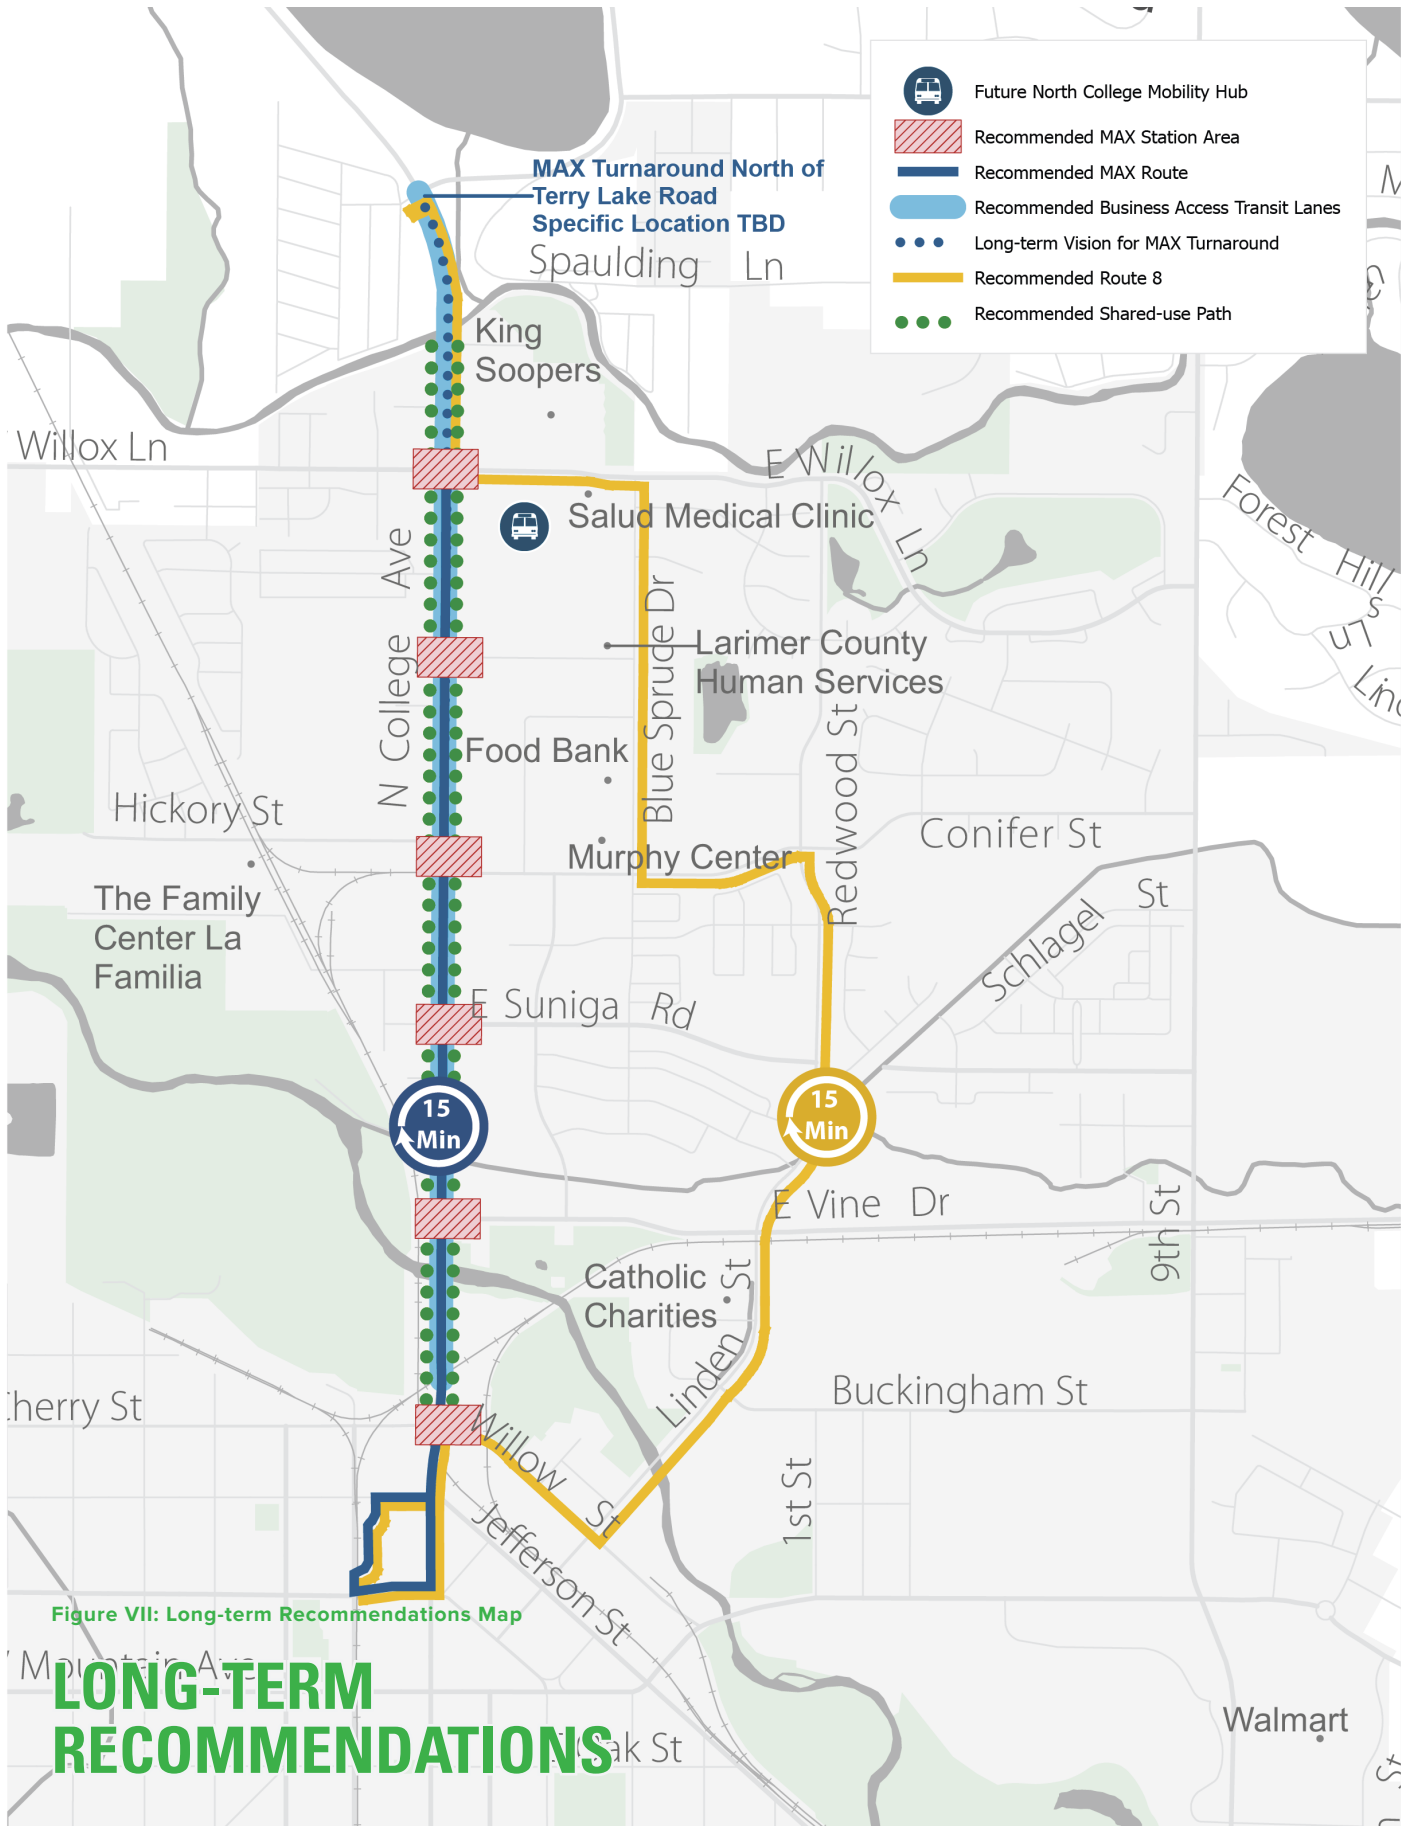 Future North College Mobility Hub
Recommended MAX Station Area
Recommended MAX Route
Recommended Business Access Transit Lanes
Long-term Vision for MAX Turnaround
Recommended Route 8
Recommended Shared-use Path
MAX Turnaround North of
Terry Lake Road
Specific Location TBD
Spaulding Ln
King
Soopers
Willox Ln
E Willox Ln
Forest Hills Ln
Salud Medical Clinic
N College Ave
Blue Spruce Dr
Larimer County
Human Services
Redwood St
Food Bank
Hickory St
Conifer St
Murphy Center
The Family
Center La
Familia
Schlagel St
E Suniga Rd
15
Min
15
Min
E Vine Dr
9th St
Catholic
Charities
Linden St
Buckingham St
Cherry St
Willow St
1st St
Jefferson St
Figure VII: Long-term Recommendations Map
Mountain Ave
LONG-TERM
RECOMMENDATIONS
Oak St
Walmart